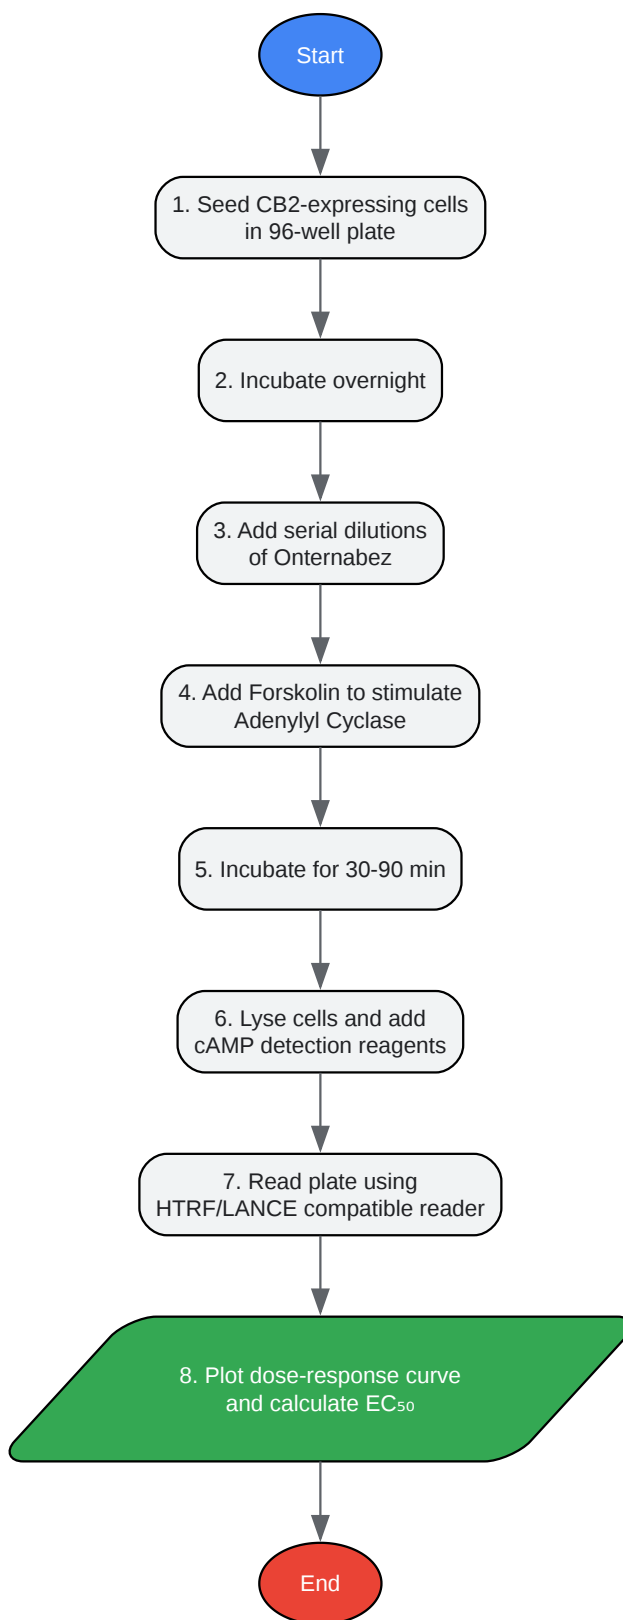 Start
1. Seed CB2-expressing cells
in 96-well plate
2. Incubate overnight
3. Add serial dilutions
of Onternabez
4. Add Forskolin to stimulate
Adenylyl Cyclase
5. Incubate for 30-90 min
6. Lyse cells and add
cAMP detection reagents
7. Read plate using
HTRF/LANCE compatible reader
8. Plot dose-response curve
and calculate EC₅₀
End